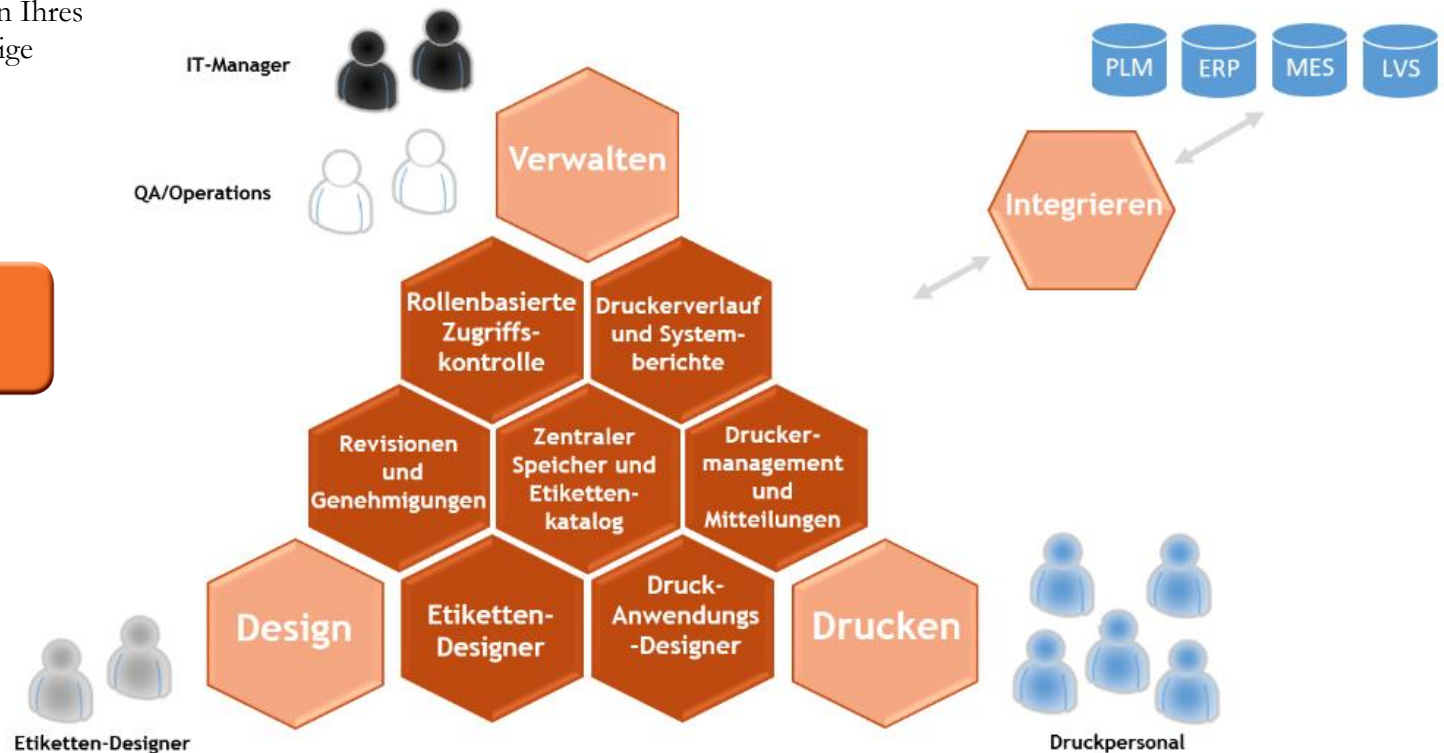 n Ihres
ige
IT-Manager
QA/Operations
Verwalten
PLM
ERP
MES
LVS
Integrieren
Rollenbasierte
Zugriffs-
kontrolle
Druckerverlauf
und System-
berichte
Revisionen
und
Genehmigungen
Zentraler
Speicher und
Etiketten-
katalog
Drucker-
management
und
Mitteilungen
Design
Etiketten-
Designer
Druck-
Anwendungs
-Designer
Drucken
Etiketten-Designer
Druckpersonal